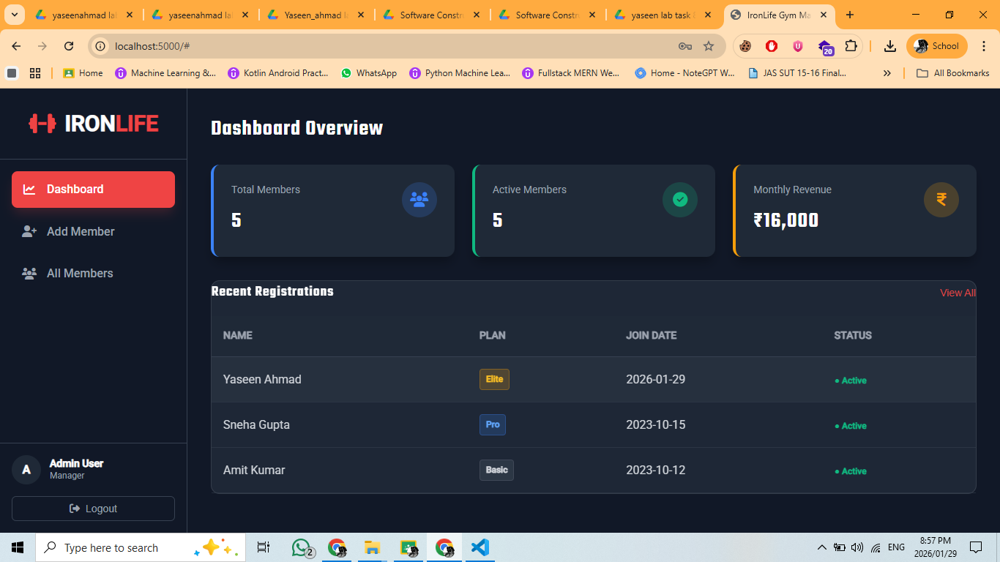 yaseenahmad la
yaseenahmad la
Yaseen_ahmad l
Software Constr
Software Constr
yaseen lab task
IronLife Gym Ma
localhost:5000/#
20
School
Home
Machine Learning &...
Kotlin Android Pract...
WhatsApp
Python Machine Lea...
Fullstack MERN We...
Home - NoteGPT W...
JAS SUT 15-16 Final...
All Bookmarks
IRONLIFE
Dashboard
Add Member
All Members
A
Admin User
Manager
Logout
Dashboard Overview
Total Members
5
Active Members
5
Monthly Revenue
₹16,000
Recent Registrations
View All
NAME PLAN JOIN DATE STATUS
Yaseen Ahmad Elite 2026-01-29 ● Active
Sneha Gupta Pro 2023-10-15 ● Active
Amit Kumar Basic 2023-10-12 ● Active
Type here to search
2
ENG
8:57 PM
2026/01/29